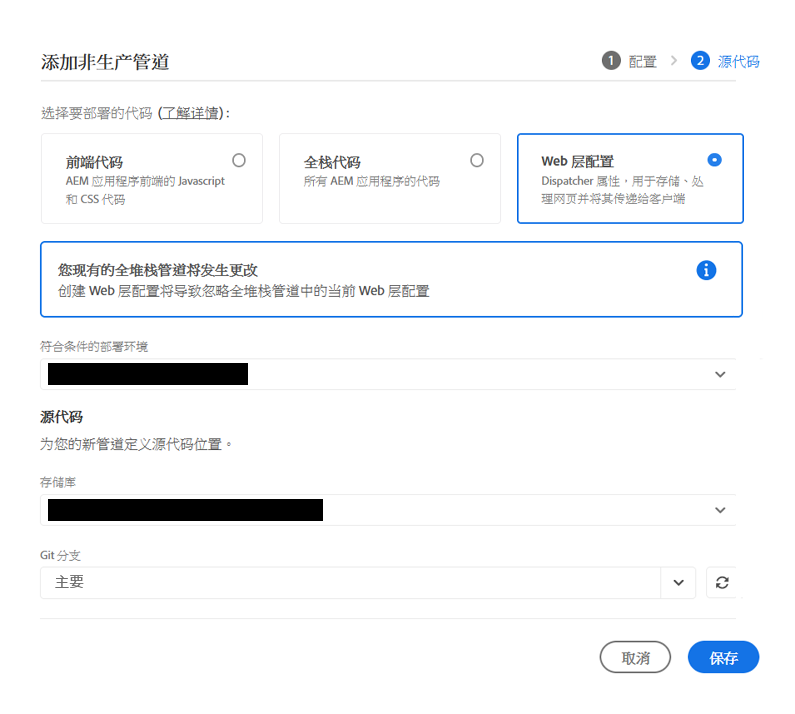 添加非生产管道
1 配置 > 2 源代码
选择要部署的代码 (了解详情):
前端代码
AEM 应用程序前端的 Javascript
和 CSS 代码
全栈代码
所有 AEM 应用程序的代码
Web 层配置
Dispatcher 属性，用于存储、处
理网页并将其传递给客户端
您现有的全堆栈管道将发生更改
创建 Web 层配置将导致忽略全堆栈管道中的当前 Web 层配置
符合条件的部署环境
源代码
为您的新管道定义源代码位置。
存储库
Git 分支
主要
取消
保存